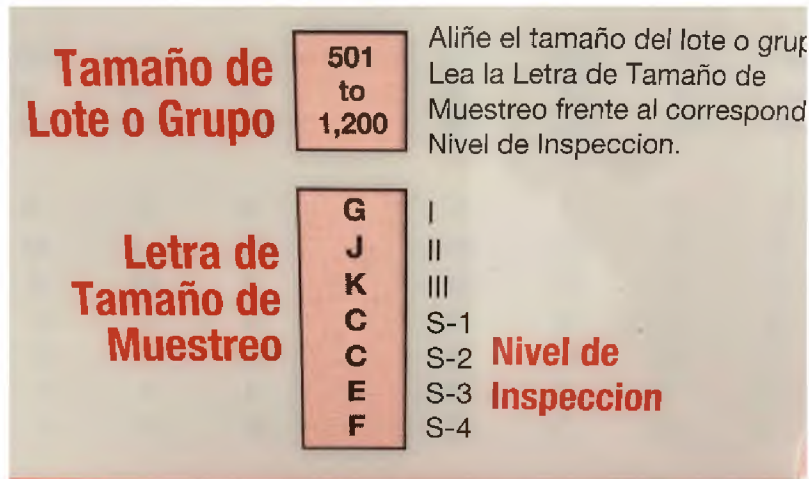 Tamaño de
Lote o Grupo
501
to
1,200
Aliñe el tamaño del lote o
Lea la Letra de Tamaño de
Muestreo frente al
Nivel de Inspeccion.
Letra de
Tamaño de
Muestreo
G I
J II
K III
C S-1
C S-2
E S-3
F S-4
Nivel de
Inspeccion